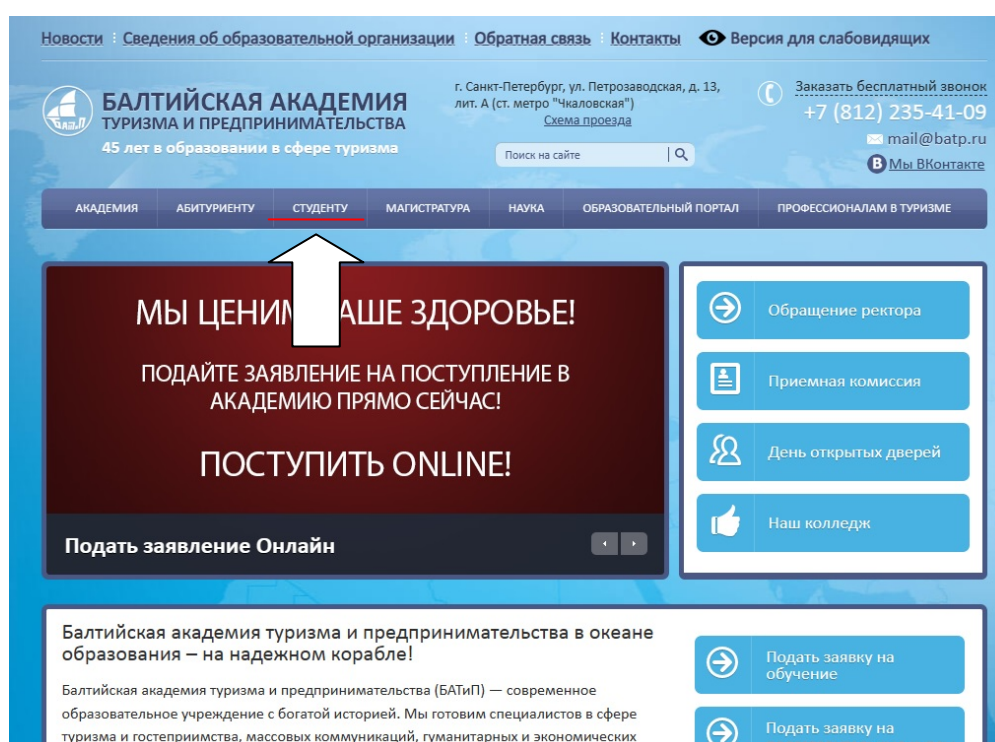 Новости Сведения об образовательной организации Обратная связь Контакты Версия для слабовидящих
БАЛТИЙСКАЯ АКАДЕМИЯ
ТУРИЗМА И ПРЕДПРИНИМАТЕЛЬСТВА
45 лет в образовании в сфере туризма
БАТиП
г. Санкт-Петербург, ул. Петрозаводская, д. 13,
лит. А (ст. метро "Чкаловская")
Схема проезда
Поиск на сайте
Заказать бесплатный звонок
+7 (812) 235-41-09
mail@batp.ru
В Мы ВКонтакте
АКАДЕМИЯ АБИТУРИЕНТУ СТУДЕНТУ МАГИСТРАТУРА НАУКА ОБРАЗОВАТЕЛЬНЫЙ ПОРТАЛ ПРОФЕССИОНАЛАМ В ТУРИЗМЕ
МЫ ЦЕНИМ АШЕ ЗДОРОВЬЕ!
ПОДАЙТЕ ЗАЯВЛЕНИЕ НА ПОСТУПЛЕНИЕ В
АКАДЕМИЮ ПРЯМО СЕЙЧАС!
ПОСТУПИТЬ ONLINE!
Подать заявление Онлайн
Обращение ректора
Приемная комиссия
День открытых дверей
Наш колледж
Балтийская академия туризма и предпринимательства в океане
образования – на надежном корабле!
Балтийская академия туризма и предпринимательства (БАТиП) — современное
образовательное учреждение с богатой историей. Мы готовим специалистов в сфере
туризма и гостеприимства, массовых коммуникаций, гуманитарных и экономических
Подать заявку на
обучение
Подать заявку на